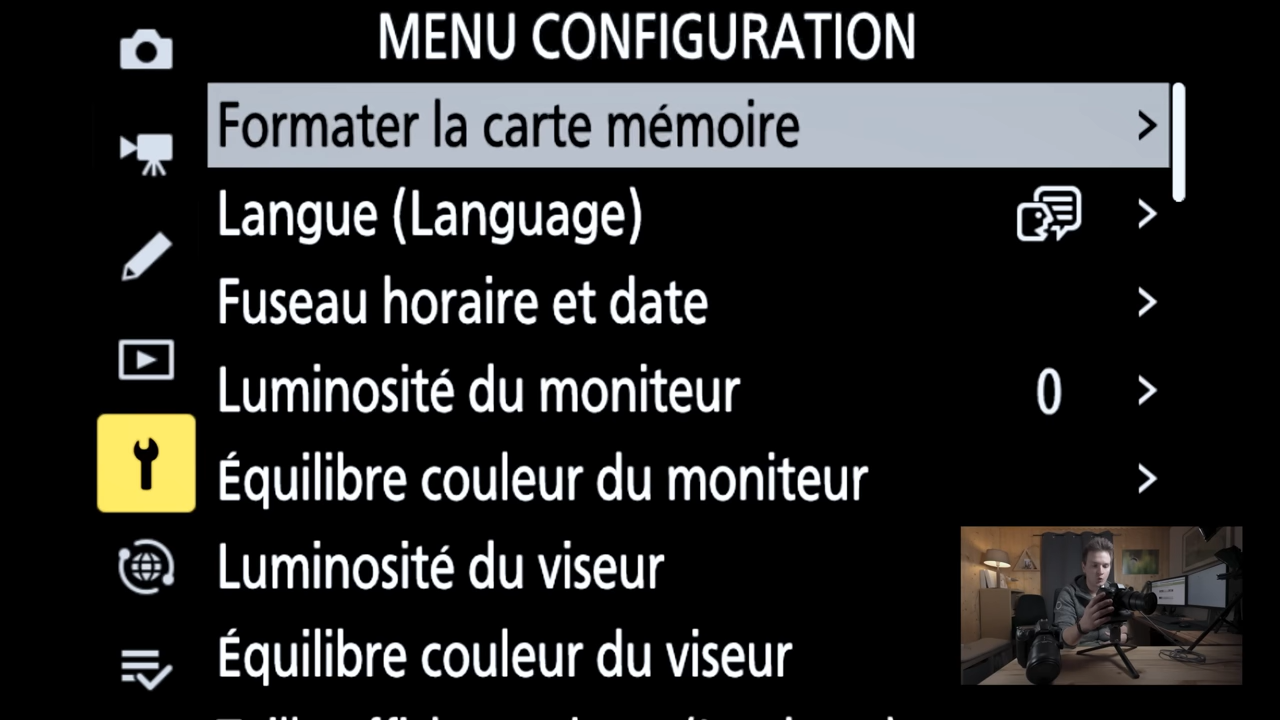 MENU CONFIGURATION
Formater la carte mémoire
Langue (Language)
Fuseau horaire et date
Luminosité du moniteur 0
Équilibre couleur du moniteur
Luminosité du viseur
Équilibre couleur du viseur